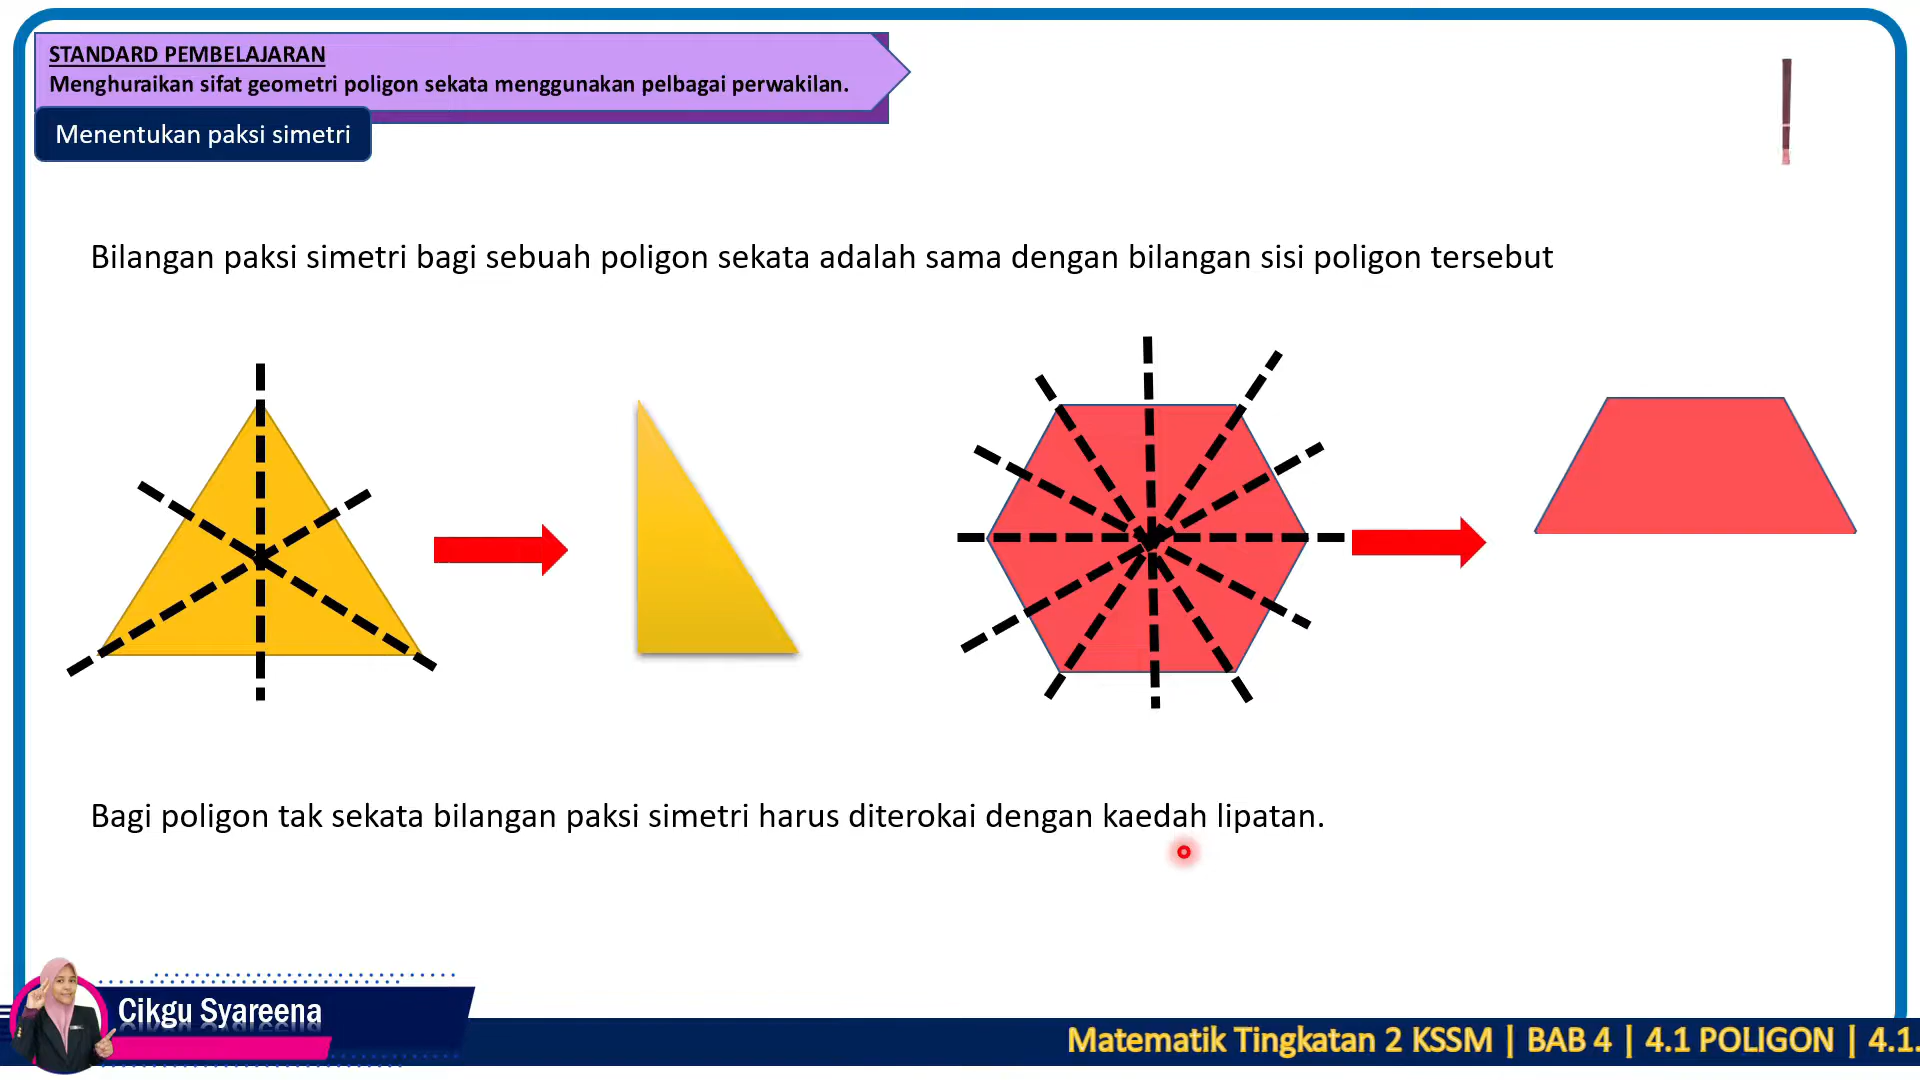 STANDARD PEMBELAJARAN
Menghuraikan sifat geometri poligon sekata menggunakan pelbagai perwakilan.
Menentukan paksi simetri
Bilangan paksi simetri bagi sebuah poligon sekata adalah sama dengan bilangan sisi poligon tersebut
Bagi poligon tak sekata bilangan paksi simetri harus diterokai dengan kaedah lipatan.
Cikgu Syareena
Matematik Tingkatan 2 KSSM | BAB 4 | 4.1 POLIGON | 4.1.